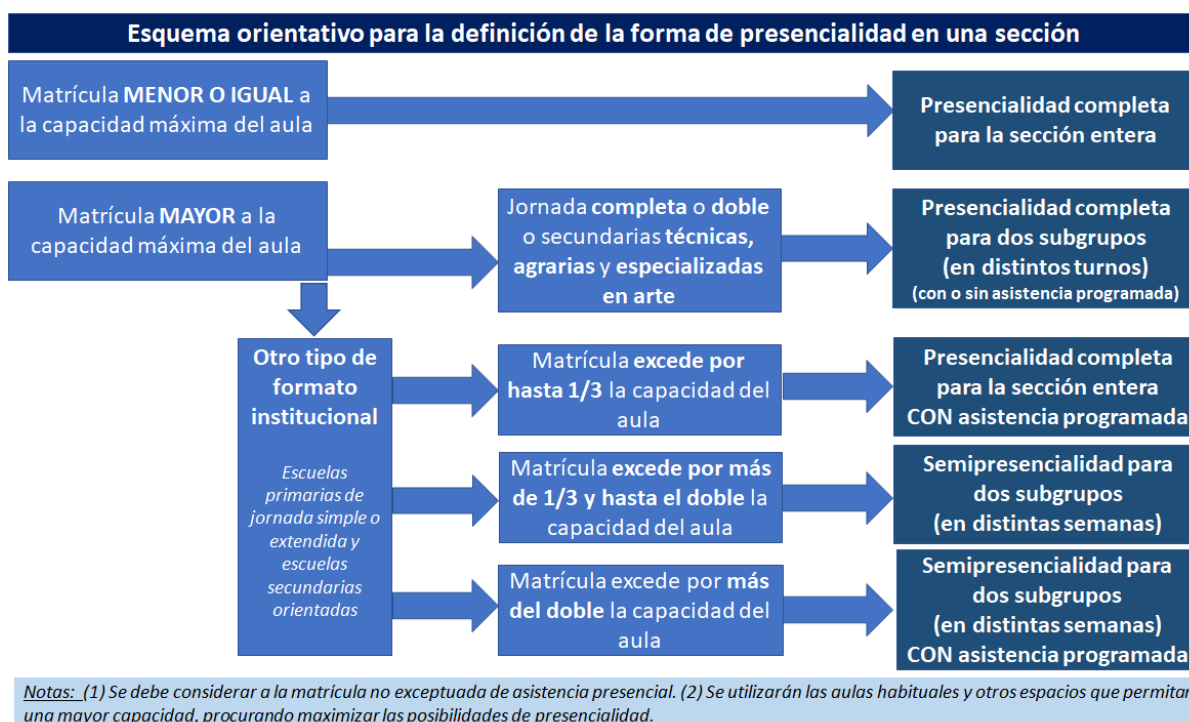 Esquema orientativo para la definición de la forma de presencialidad en una sección
Matrícula MENOR O IGUAL a
la capacidad máxima del aula
Presencialidad completa
para la sección entera
Matrícula MAYOR a la
capacidad máxima del aula
Jornada completa o doble
o secundarias técnicas,
agrarias y especializadas
en arte
Presencialidad completa
para dos subgrupos
(en distintos turnos)
(con o sin asistencia programada)
Otro tipo de
formato
institucional
Escuelas
primarias de
jornada simple o
extendida y
escuelas
secundarias
orientadas
Matrícula excede por
hasta 1/3 la capacidad del
aula
Presencialidad completa
para la sección entera
CON asistencia programada
Matrícula excede por más
de 1/3 y hasta el doble la
capacidad del aula
Semipresencialidad para
dos subgrupos
(en distintas semanas)
Matrícula excede por más
del doble la capacidad del
aula
Semipresencialidad para
dos subgrupos
(en distintas semanas)
CON asistencia programada
Notas: (1) Se debe considerar a la matrícula no exceptuada de asistencia presencial. (2) Se utilizarán las aulas habituales y otros espacios que permitan
una mayor capacidad, procurando maximizar las posibilidades de presencialidad.